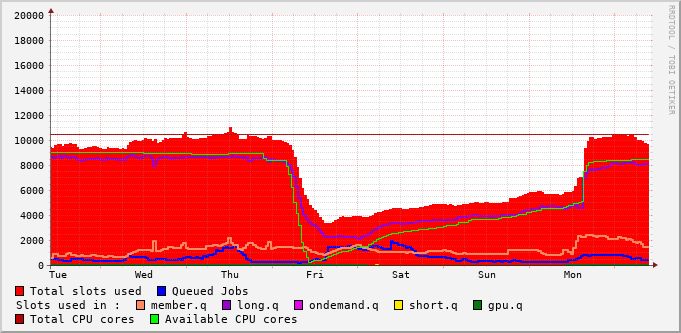 20000
18000
16000
14000
12000
10000
8000
6000
4000
2000
0
Tue Wed Thu Fri Sat Sun Mon
RRDTOOL / TOBI OETIKER
Total slots used Queued Jobs
Slots used in : member.q long.q ondemand.q short.q gpu.q
Total CPU cores Available CPU cores